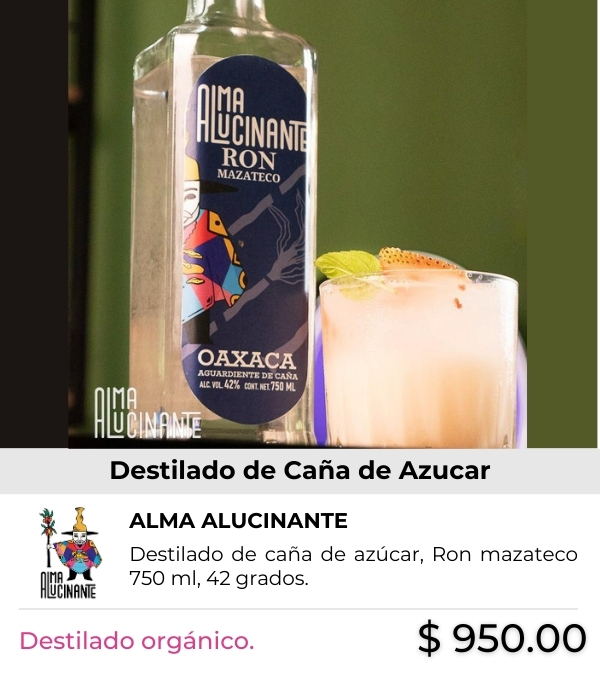 ALMA
ALUCINANTE
RON
MAZATECO
OAXACA
AGUARDIENTE DE CAÑA
ALC. VOL. 42% CONT. NET. 750 ML
ALMA
ALUCINANTE
Destilado de Caña de Azucar
ALMA ALUCINANTE
Destilado de caña de azúcar, Ron mazateco
750 ml, 42 grados.
ALMA
ALUCINANTE
Destilado orgánico.
$ 950.00